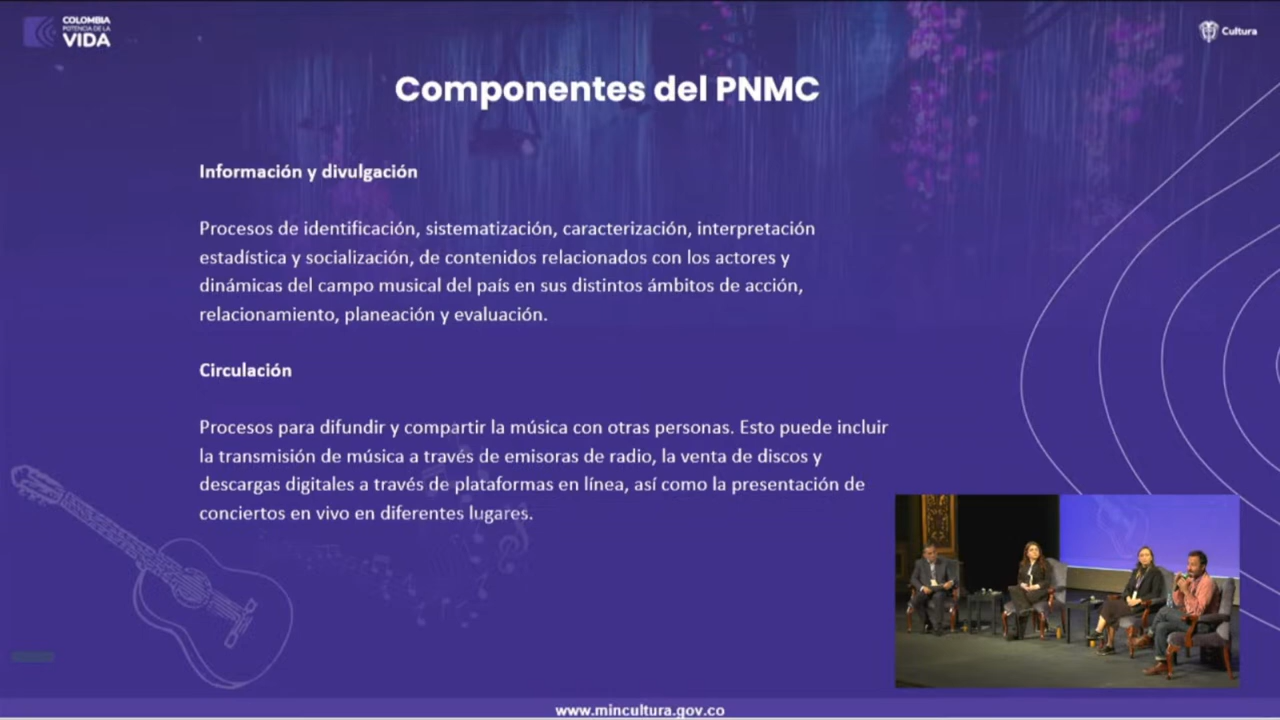 COLOMBIA
POTENCIA DE LA
VIDA
Cultura
Componentes del PNMC
Información y divulgación
Procesos de identificación, sistematización, caracterización, interpretación
estadística y socialización, de contenidos relacionados con los actores y
dinámicas del campo musical del país en sus distintos ámbitos de acción,
relacionamiento, planeación y evaluación.
Circulación
Procesos para difundir y compartir la música con otras personas. Esto puede incluir
la transmisión de música a través de emisoras de radio, la venta de discos y
descargas digitales a través de plataformas en línea, así como la presentación de
conciertos en vivo en diferentes lugares.
www.mincultura.gov.co